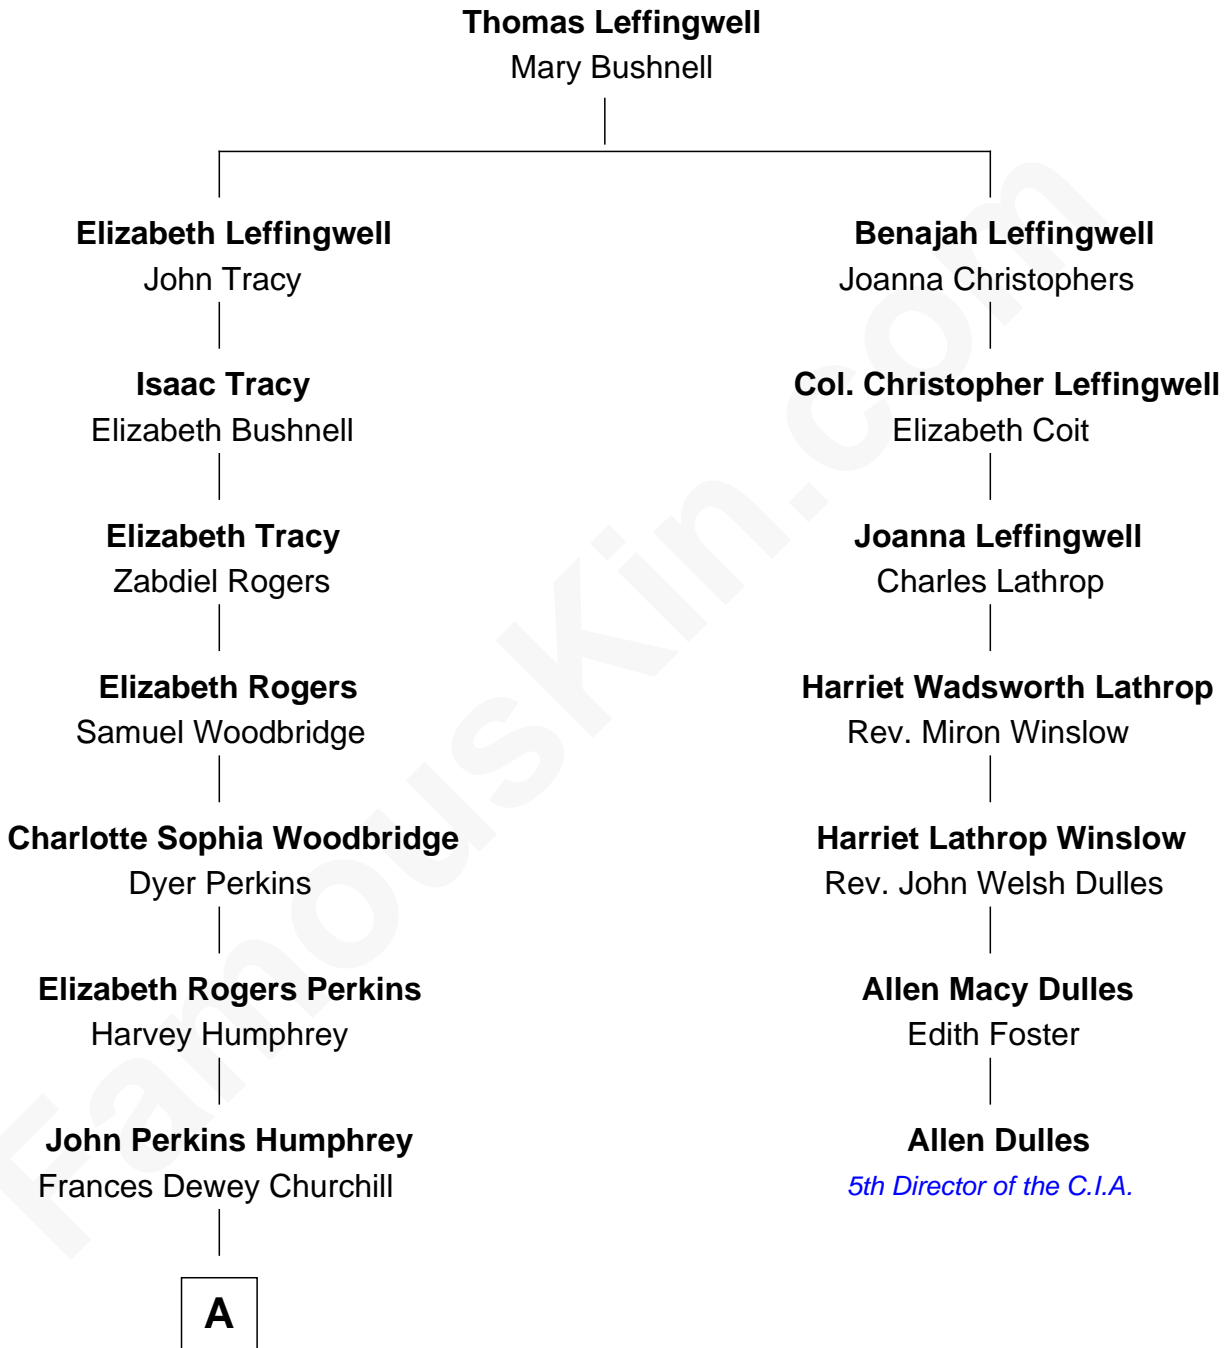 Thomas Leffingwell
Mary Bushnell
Elizabeth Leffingwell
John Tracy
Benajah Leffingwell
Joanna Christophers
Isaac Tracy
Elizabeth Bushnell
Col. Christopher Leffingwell
Elizabeth Coit
Elizabeth Tracy
Zabdiel Rogers
Joanna Leffingwell
Charles Lathrop
Elizabeth Rogers
Samuel Woodbridge
Harriet Wadsworth Lathrop
Rev. Miron Winslow
Charlotte Sophia Woodbridge
Dyer Perkins
Harriet Lathrop Winslow
Rev. John Welsh Dulles
Elizabeth Rogers Perkins
Harvey Humphrey
Allen Macy Dulles
Edith Foster
John Perkins Humphrey
Frances Dewey Churchill
Allen Dulles
5th Director of the C.I.A.
A
FamousKin.com